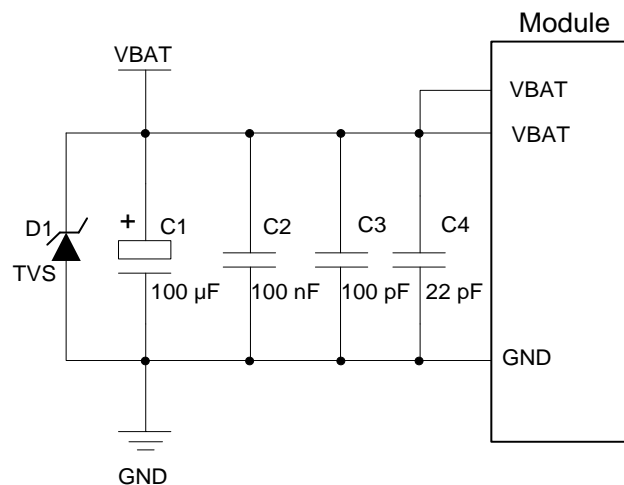 Module
VBAT
VBAT
VBAT
D1
TVS
+
C1
C2
C3
C4
100 µF
100 nF
100 pF
22 pF
GND
GND